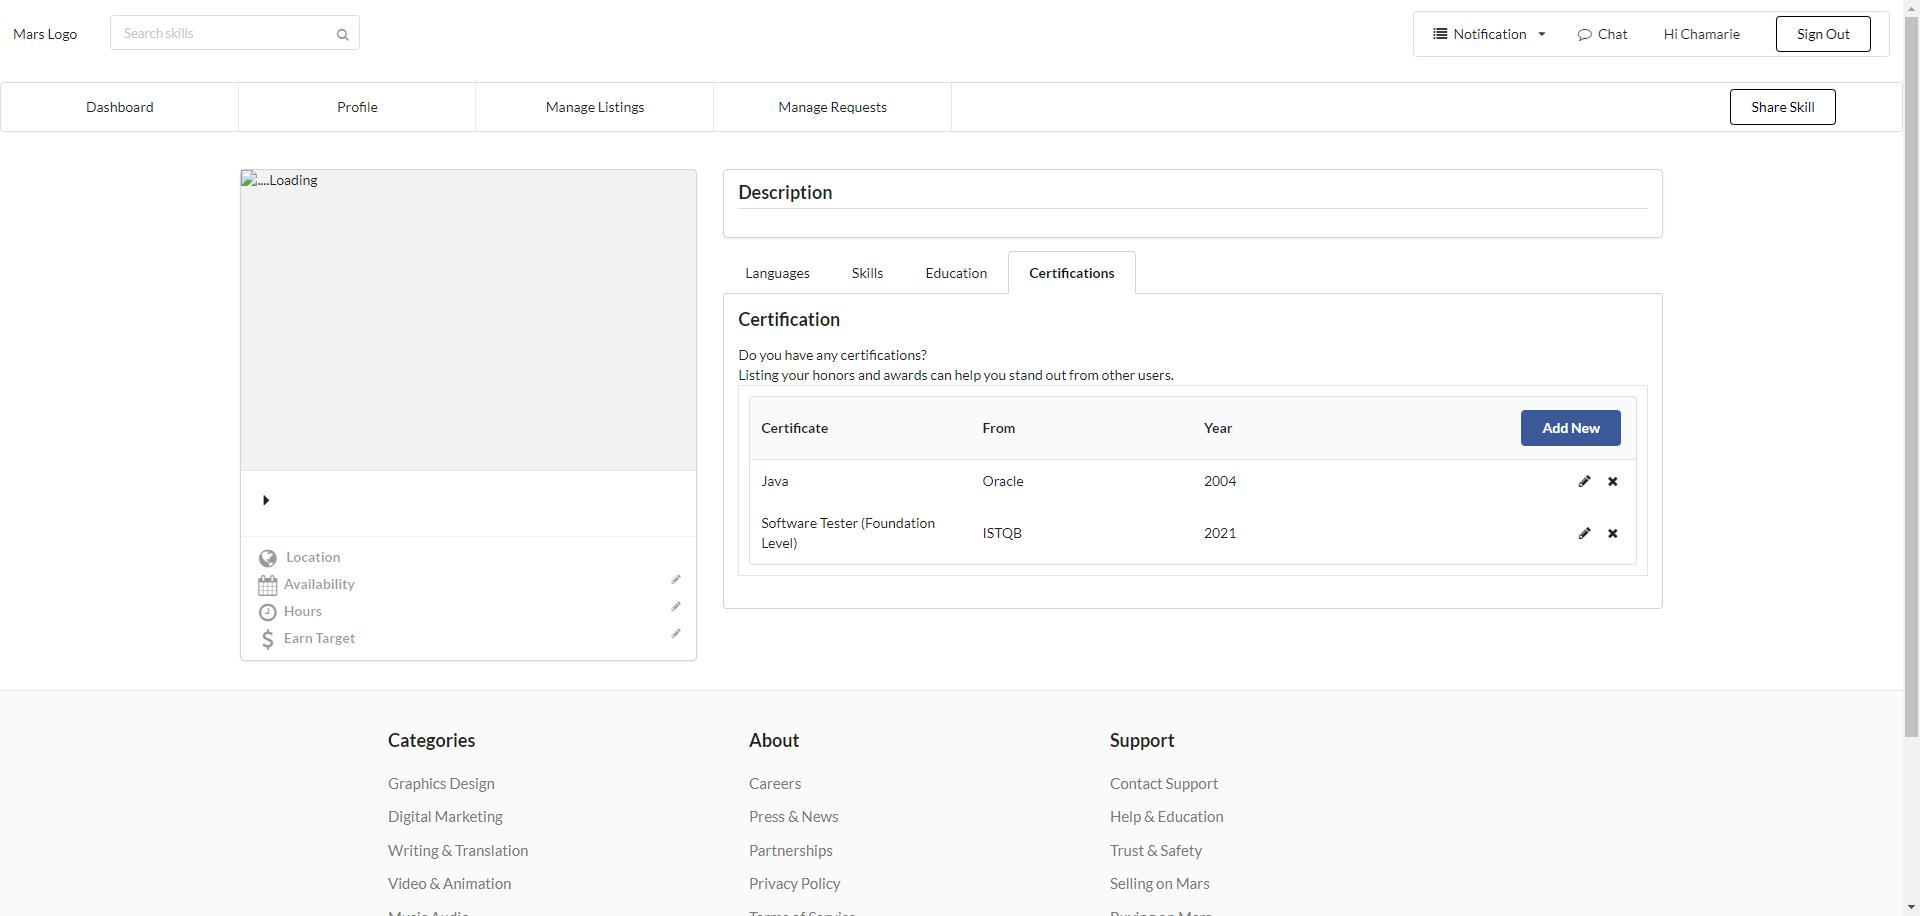 Mars Logo
Search skills
Notification
Chat
Hi Chamarie
Sign Out
Dashboard
Profile
Manage Listings
Manage Requests
Share Skill
....Loading
Location
Availability
Hours
Earn Target
Description
Languages
Skills
Education
Certifications
Certification
Do you have any certifications?
Listing your honors and awards can help you stand out from other users.
Certificate From Year Add New
Java Oracle 2004
Software Tester (Foundation
Level) ISTQB 2021
Categories
Graphics Design
Digital Marketing
Writing & Translation
Video & Animation
About
Careers
Press & News
Partnerships
Privacy Policy
Support
Contact Support
Help & Education
Trust & Safety
Selling on Mars